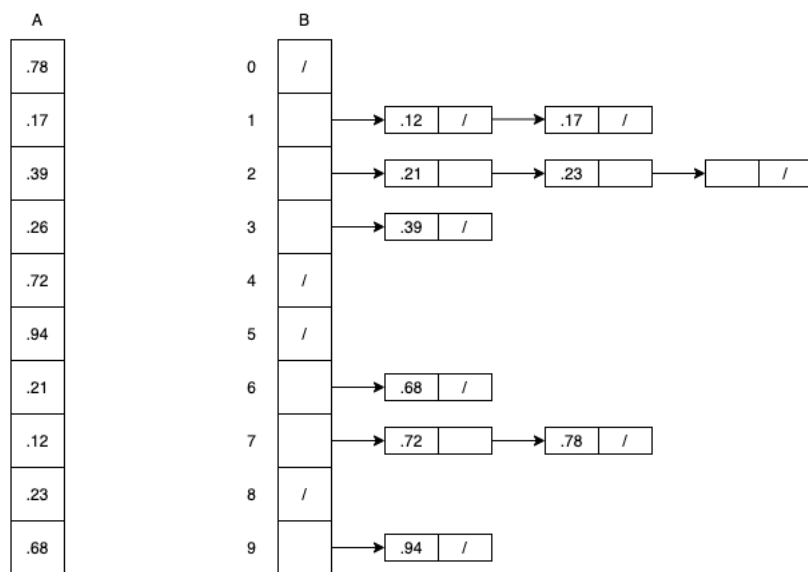 A B
.78 0 /
.17 1 .12 / .17 /
.39 2 .21 .23 /
.26 3 .39 /
.72 4 /
.94 5 /
.21 6 .68 /
.12 7 .72 .78 /
.23 8 /
.68 9 .94 /